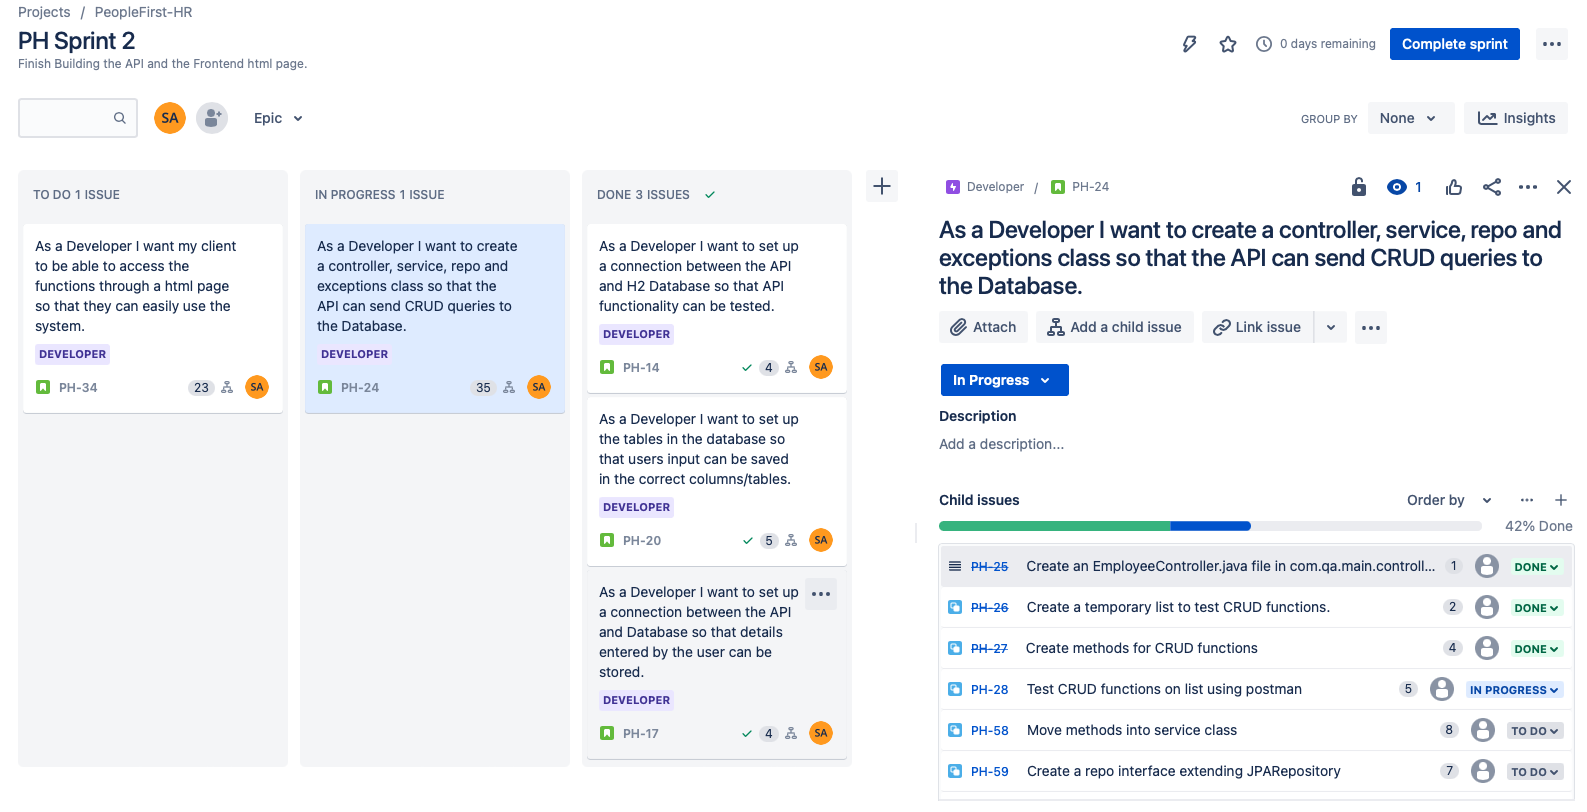 Projects / PeopleFirst-HR
PH Sprint 2
Finish Building the API and the Frontend html page.
0 days remaining
Complete sprint
SA
Epic
GROUP BY
None
Insights
TO DO 1 ISSUE
As a Developer I want my client
to be able to access the
functions through a html page
so that they can easily use the
system.
DEVELOPER
PH-34
23
SA
IN PROGRESS 1 ISSUE
As a Developer I want to create
a controller, service, repo and
exceptions class so that the
API can send CRUD queries to
the Database.
DEVELOPER
PH-24
35
SA
DONE 3 ISSUES
As a Developer I want to set up
a connection between the API
and H2 Database so that API
functionality can be tested.
DEVELOPER
PH-14
4
SA
As a Developer I want to set up
the tables in the database so
that users input can be saved
in the correct columns/tables.
DEVELOPER
PH-20
5
SA
As a Developer I want to set up
a connection between the API
and Database so that details
entered by the user can be
stored.
DEVELOPER
PH-17
4
SA
Developer / PH-24
1
As a Developer I want to create a controller, service, repo and
exceptions class so that the API can send CRUD queries to
the Database.
Attach
Add a child issue
Link issue
In Progress
Description
Add a description...
Child issues
Order by
42% Done
PH-25 Create an EmployeeController.java file in com.qa.main.controll... 1 DONE
PH-26 Create a temporary list to test CRUD functions. 2 DONE
PH-27 Create methods for CRUD functions 4 DONE
PH-28 Test CRUD functions on list using postman 5 IN PROGRESS
PH-58 Move methods into service class 8 TO DO
PH-59 Create a repo interface extending JPARepository 7 TO DO